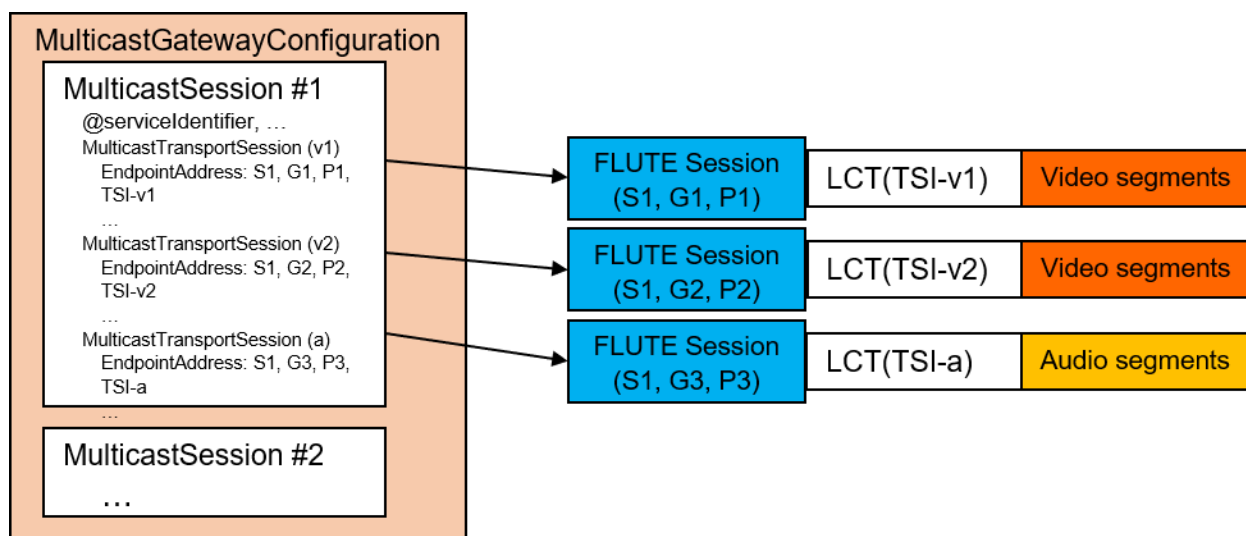 MulticastGatewayConfiguration
MulticastSession #1
@serviceIdentifier, ...
MulticastTransportSession (v1)
EndpointAddress: S1, G1, P1,
TSI-v1
...
MulticastTransportSession (v2)
EndpointAddress: S1, G2, P2,
TSI-v2
...
MulticastTransportSession (a)
EndpointAddress: S1, G3, P3,
TSI-a
...
MulticastSession #2
...
FLUTE Session
(S1, G1, P1)
LCT(TSI-v1)
Video segments
FLUTE Session
(S1, G2, P2)
LCT(TSI-v2)
Video segments
FLUTE Session
(S1, G3, P3)
LCT(TSI-a)
Audio segments